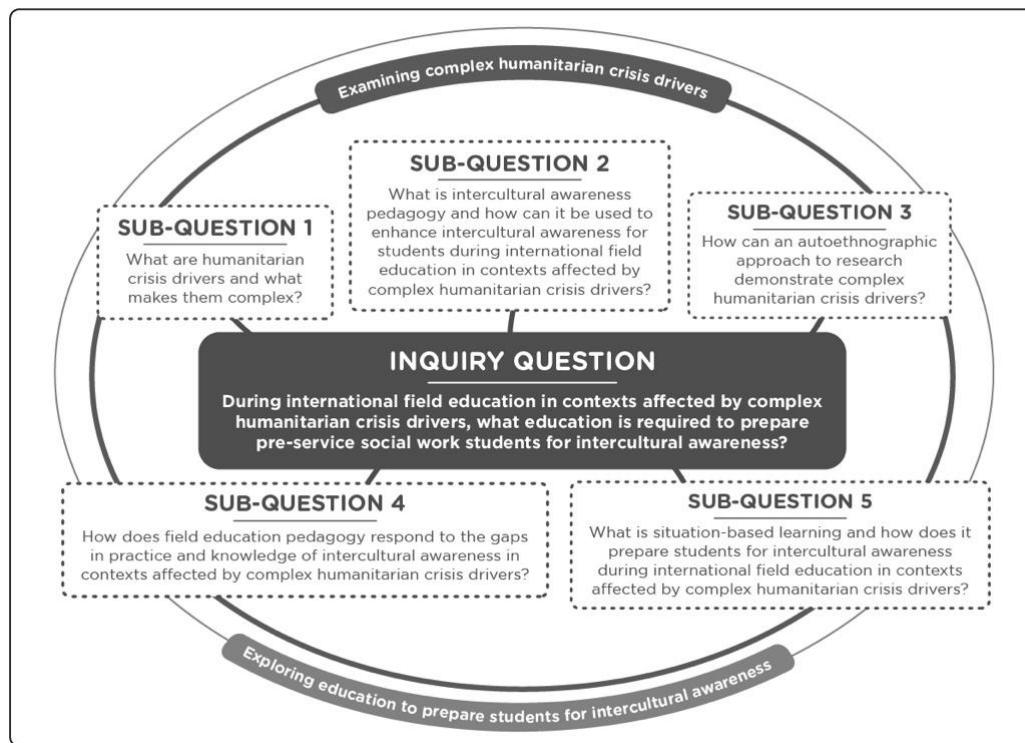 Examining complex humanitarian crisis drivers
SUB-QUESTION 1
What are humanitarian
crisis drivers and what
makes them complex?
SUB-QUESTION 2
What is intercultural awareness
pedagogy and how can it be used to
enhance intercultural awareness for
students during international field
education in contexts affected by
complex humanitarian crisis drivers?
SUB-QUESTION 3
How can an autoethnographic
approach to research
demonstrate complex
humanitarian crisis drivers?
INQUIRY QUESTION
During international field education in contexts affected by complex
humanitarian crisis drivers, what education is required to prepare
pre-service social work students for intercultural awareness?
SUB-QUESTION 4
How does field education pedagogy respond to the gaps
in practice and knowledge of intercultural awareness in
contexts affected by complex humanitarian crisis drivers?
SUB-QUESTION 5
What is situation-based learning and how does it
prepare students for intercultural awareness
during international field education in contexts
affected by complex humanitarian crisis drivers?
Exploring education to prepare students for intercultural awareness